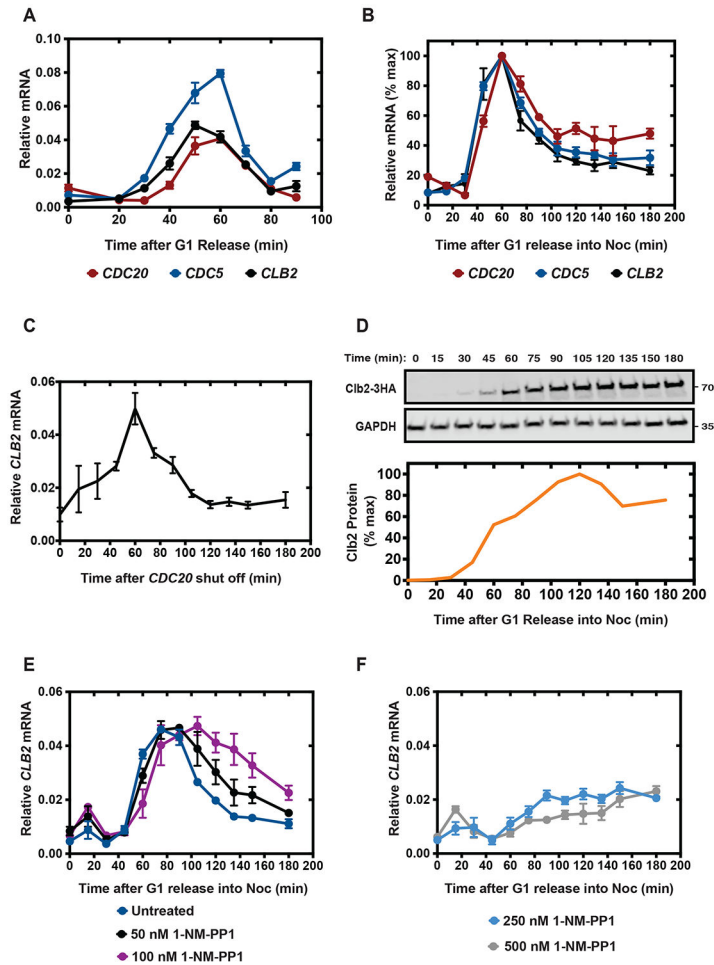 A
Relative mRNA
0.10
0.08
0.06
0.04
0.02
0.00
0 20 40 60 80 100
Time after G1 Release (min)
CDC20 CDC5 CLB2
B
Relative mRNA (% max)
100
80
60
40
20
0
0 20 40 60 80 100 120 140 160 180 200
Time after G1 release into Noc (min)
CDC20 CDC5 CLB2
C
Relative CLB2 mRNA
0.06
0.04
0.02
0.00
0 20 40 60 80 100 120 140 160 180 200
Time after CDC20 shut off (min)
D
Time (min): 0 15 30 45 60 75 90 105 120 135 150 180
Clb2-3HA
70
GAPDH
35
Clb2 Protein (% max)
100
80
60
40
20
0
0 20 40 60 80 100 120 140 160 180 200
Time after G1 Release into Noc (min)
E
Relative CLB2 mRNA
0.06
0.04
0.02
0.00
0 20 40 60 80 100 120 140 160 180 200
Time after G1 release into Noc (min)
Untreated
50 nM 1-NM-PP1
100 nM 1-NM-PP1
F
Relative CLB2 mRNA
0.06
0.04
0.02
0.00
0 20 40 60 80 100 120 140 160 180 200
Time after G1 release into Noc (min)
250 nM 1-NM-PP1
500 nM 1-NM-PP1